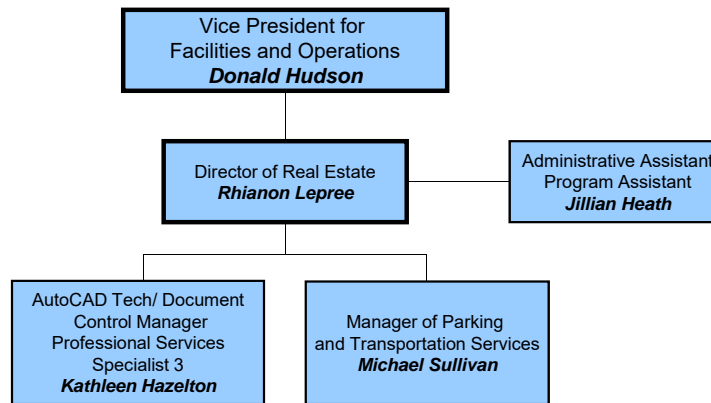 Vice President for
Facilities and Operations
Donald Hudson
Director of Real Estate
Rhianon Lepree
Administrative Assistant
Program Assistant
Jillian Heath
AutoCAD Tech/ Document
Control Manager
Professional Services
Specialist 3
Kathleen Hazelton
Manager of Parking
and Transportation Services
Michael Sullivan